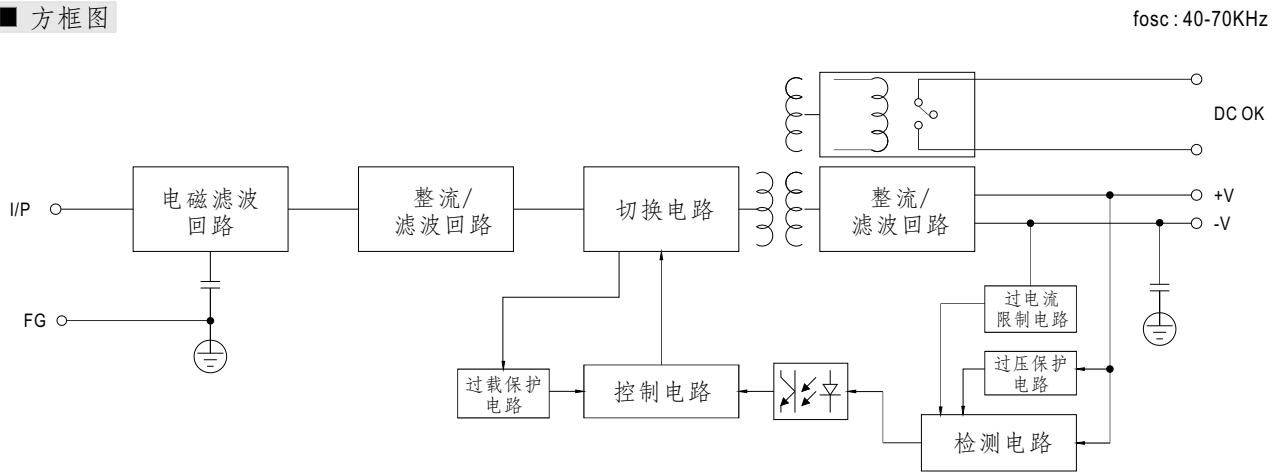 ■ 方框图
fosc : 40-70KHz
DC OK
I/P
电磁滤波
回路
整流/
滤波回路
切换电路
整流/
滤波回路
+V
-V
FG
过电流
限制电路
过载保护
电路
控制电路
过压保护
电路
检测电路